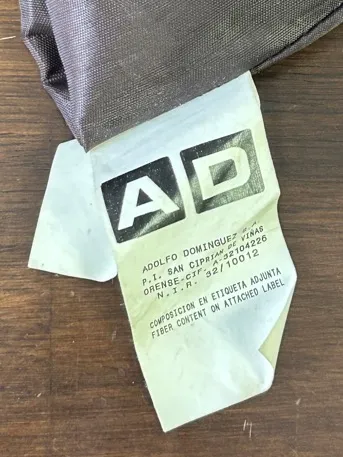 AD
ADOLFO DOMINGUEZ S.A.
P.I. SAN CIPRIAN DE VIÑAS
ORENSE-CIF. A-32104226
N.I.R. 32/10012
COMPOSICION EN ETIQUETA ADJUNTA
FIBER CONTENT ON ATTACHED LABEL